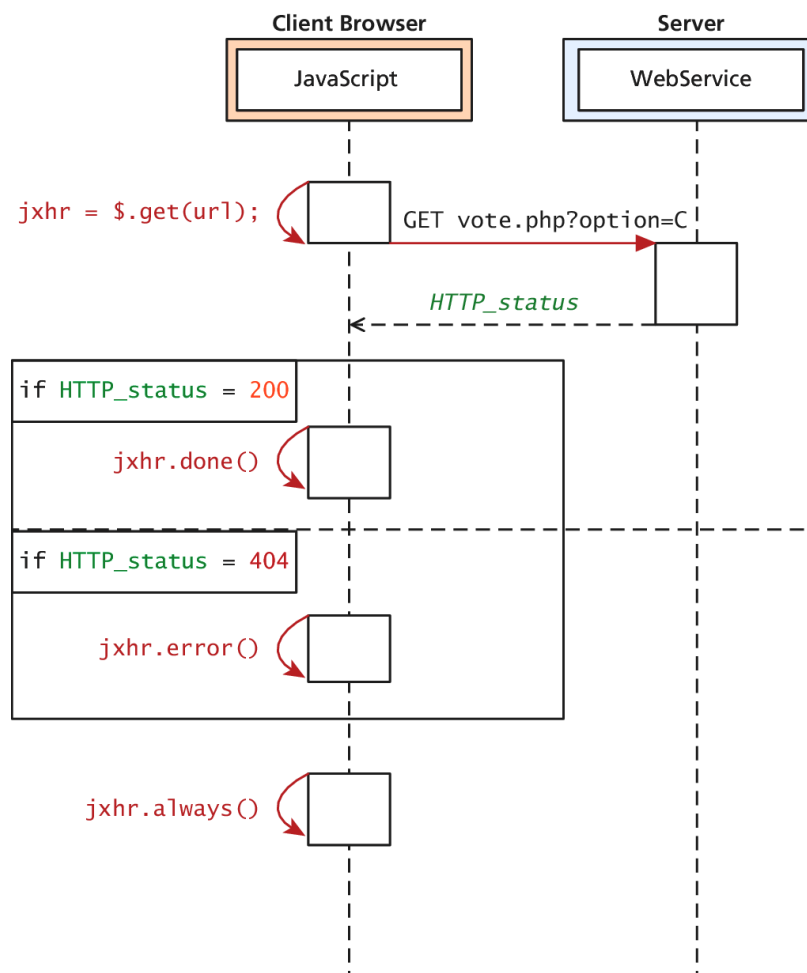 Client Browser
Server
JavaScript
WebService
jxhr = $.get(url);
GET vote.php?option=C
HTTP_status
if HTTP_status = 200
jxhr.done()
if HTTP_status = 404
jxhr.error()
jxhr.always()